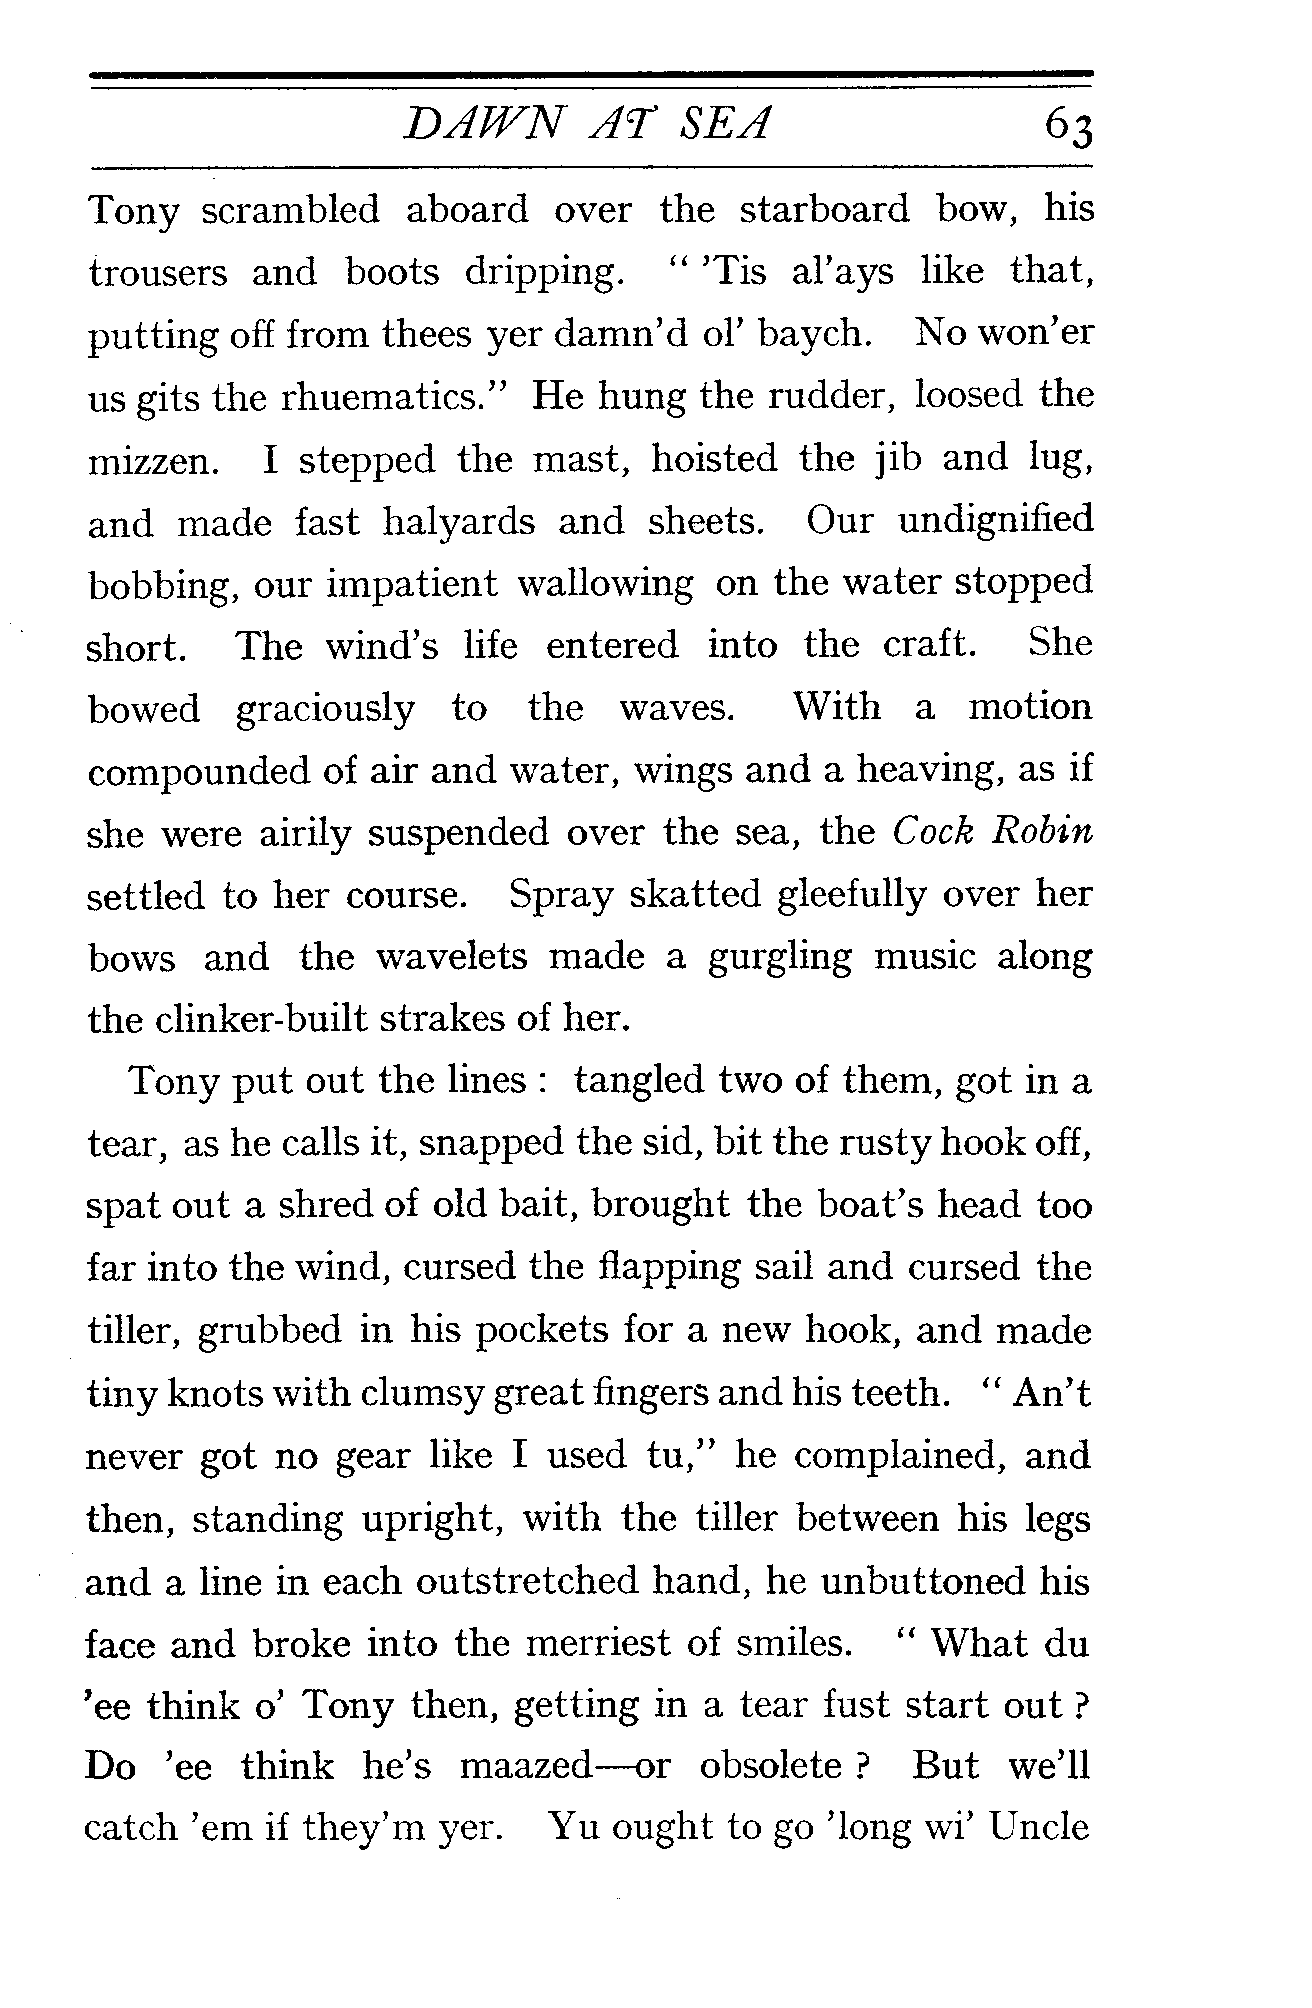 DAWN AT SEA 63
Tony scrambled aboard over the starboard bow, his
trousers and boots dripping. “ ’Tis al’ays like that,
putting off from thees yer damn’d ol’ baych. No won’er
us gits the rhuematics.” He hung the rudder, loosed the
mizzen. I stepped the mast, hoisted the jib and lug,
and made fast halyards and sheets. Our undignified
bobbing, our impatient wallowing on the water stopped
short. The wind’s life entered into the craft. She
bowed graciously to the waves. With a motion
compounded of air and water, wings and a heaving, as if
she were airily suspended over the sea, the Cock Robin
settled to her course. Spray skatted gleefully over her
bows and the wavelets made a gurgling music along
the clinker-built strakes of her.
Tony put out the lines : tangled two of them, got in a
tear, as he calls it, snapped the sid, bit the rusty hook off,
spat out a shred of old bait, brought the boat’s head too
far into the wind, cursed the flapping sail and cursed the
tiller, grubbed in his pockets for a new hook, and made
tiny knots with clumsy great fingers and his teeth. “ An’t
never got no gear like I used tu,” he complained, and
then, standing upright, with the tiller between his legs
and a line in each outstretched hand, he unbuttoned his
face and broke into the merriest of smiles. “ What du
’ee think o’ Tony then, getting in a tear fust start out ?
Do ’ee think he’s maazed—or obsolete ? But we’ll
catch ’em if they’m yer. Yu ought to go ’long wi’ Uncle